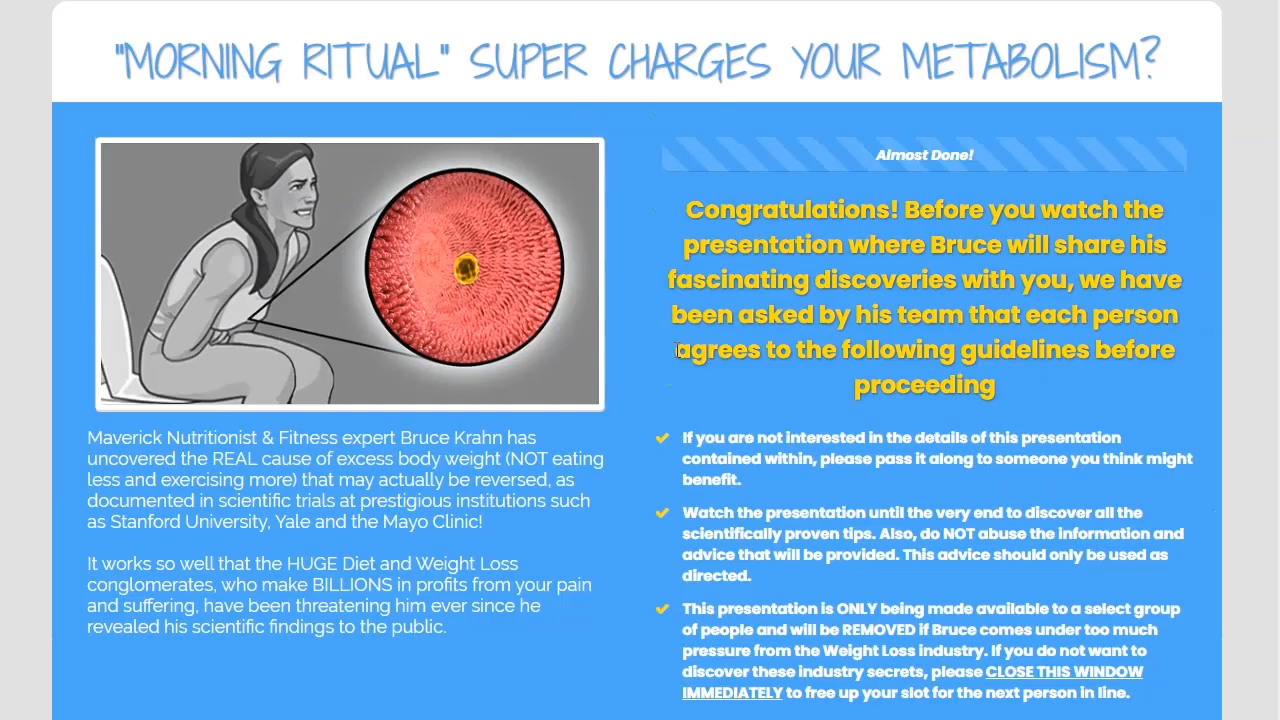 "MORNING RITUAL" SUPER CHARGES YOUR METABOLISM?
Maverick Nutritionist & Fitness expert Bruce Krahn has
uncovered the REAL cause of excess body weight (NOT eating
less and exercising more) that may actually be reversed, as
documented in scientific trials at prestigious institutions such
as Stanford University, Yale and the Mayo Clinic!
It works so well that the HUGE Diet and Weight Loss
conglomerates, who make BILLIONS in profits from your pain
and suffering, have been threatening him ever since he
revealed his scientific findings to the public.
Almost Done!
Congratulations! Before you watch the
presentation where Bruce will share his
fascinating discoveries with you, we have
been asked by his team that each person
agrees to the following guidelines before
proceeding
If you are not interested in the details of this presentation
contained within, please pass it along to someone you think might
benefit.
Watch the presentation until the very end to discover all the
scientifically proven tips. Also, do NOT abuse the information and
advice that will be provided. This advice should only be used as
directed.
This presentation is ONLY being made available to a select group
of people and will be REMOVED if Bruce comes under too much
pressure from the Weight Loss industry. If you do not want to
discover these industry secrets, please CLOSE THIS WINDOW
IMMEDIATELY to free up your slot for the next person in line.